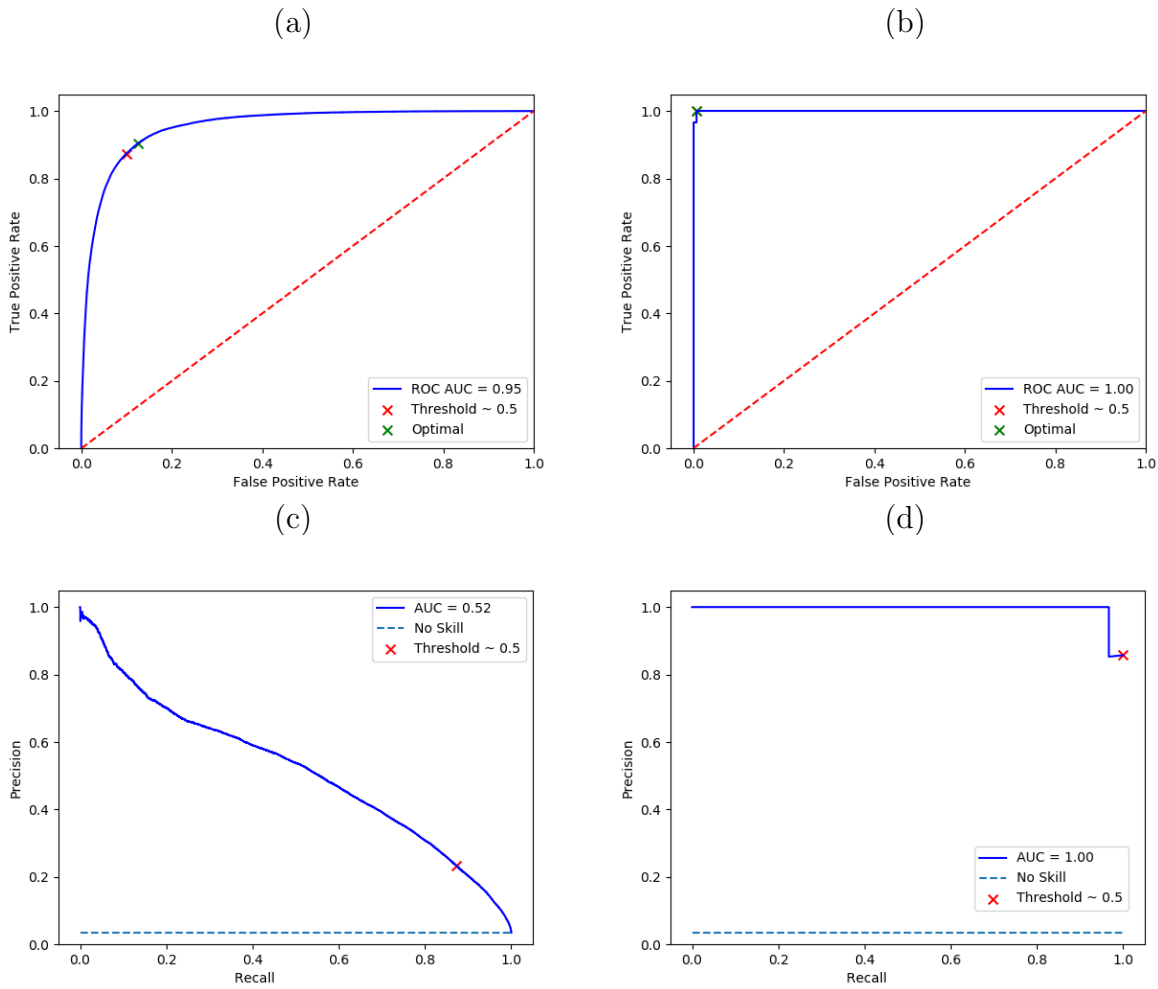 (a)
(b)
1.0
0.8
0.6
0.4
0.2
0.0
True Positive Rate
ROC AUC = 0.95
Threshold ~ 0.5
Optimal
0.0 0.2 0.4 0.6 0.8 1.0
False Positive Rate
1.0
0.8
0.6
0.4
0.2
0.0
True Positive Rate
ROC AUC = 1.00
Threshold ~ 0.5
Optimal
0.0 0.2 0.4 0.6 0.8 1.0
False Positive Rate
(c)
(d)
1.0
0.8
0.6
0.4
0.2
0.0
Precision
AUC = 0.52
No Skill
Threshold ~ 0.5
0.0 0.2 0.4 0.6 0.8 1.0
Recall
1.0
0.8
0.6
0.4
0.2
0.0
Precision
AUC = 1.00
No Skill
Threshold ~ 0.5
0.0 0.2 0.4 0.6 0.8 1.0
Recall